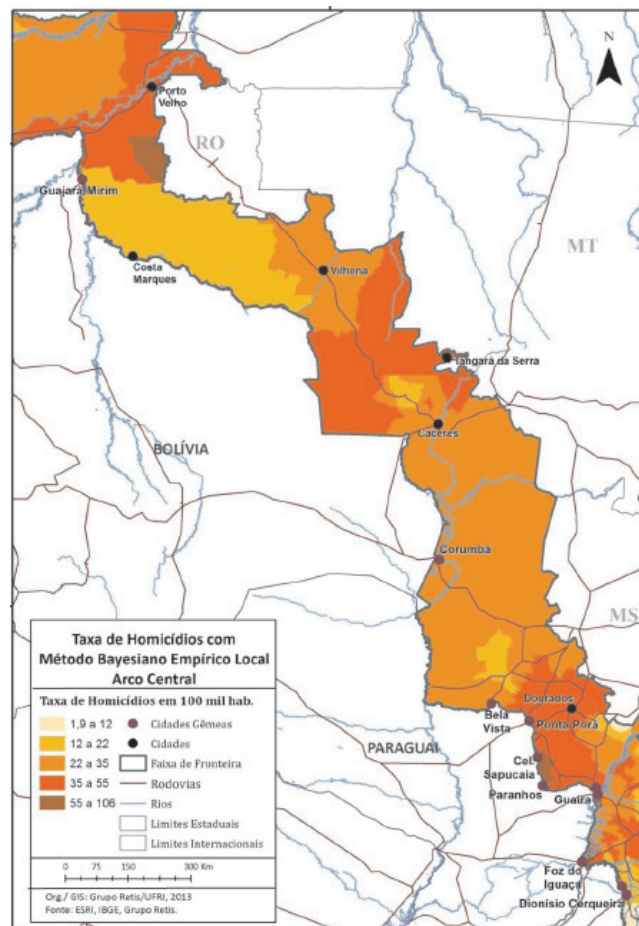 N
Porto
Velho
RO
Guajará Mirim
MT
Costa
Marques
Vilhena
Tangará da Serra
Cáceres
BOLÍVIA
Corumbá
MS
Dourados
Bela
Vista
Ponta Porã
PARAGUAI
Cel.
Sapucaia
Paranhos
Guaíra
Foz do
Iguaçu
Dionísio Cerqueira
Taxa de Homicídios com
Método Bayesiano Empírico Local
Arco Central
Taxa de Homicídios em 100 mil hab.
1,9 a 12
12 a 22
22 a 35
35 a 55
55 a 106
Cidades Gêmeas
Cidades
Faixa de Fronteira
Rodovias
Rios
Limites Estaduais
Limites Internacionais
0 75 150 300 Km
Org./ GIS: Grupo Retis/UFRJ, 2013
Fonte: ESRI, IBGE, Grupo Retis.